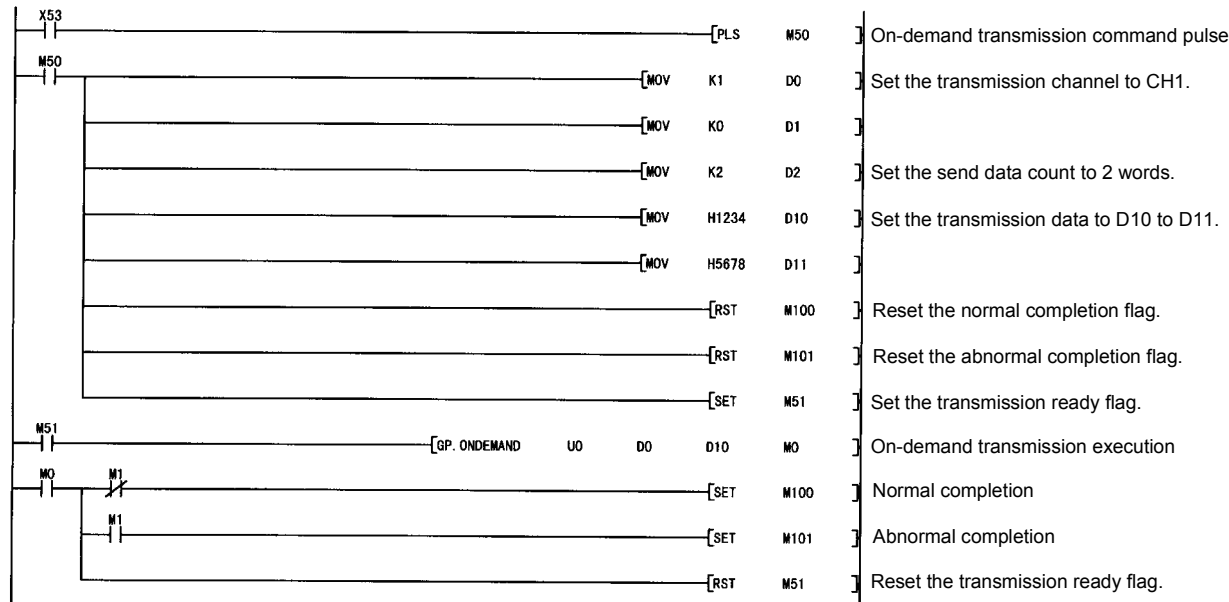 X53
[PLS M50 ] On-demand transmission command pulse
M50
[MOV K1 D0 ] Set the transmission channel to CH1.
[MOV K0 D1 ]
[MOV K2 D2 ] Set the send data count to 2 words.
[MOV H1234 D10 ] Set the transmission data to D10 to D11.
[MOV H5678 D11 ]
[RST M100 ] Reset the normal completion flag.
[RST M101 ] Reset the abnormal completion flag.
[SET M51 ] Set the transmission ready flag.
M51
[GP.ONDEMAND U0 D0 D10 M0 ] On-demand transmission execution
M0 M1
[SET M100 ] Normal completion
M1
[SET M101 ] Abnormal completion
[RST M51 ] Reset the transmission ready flag.